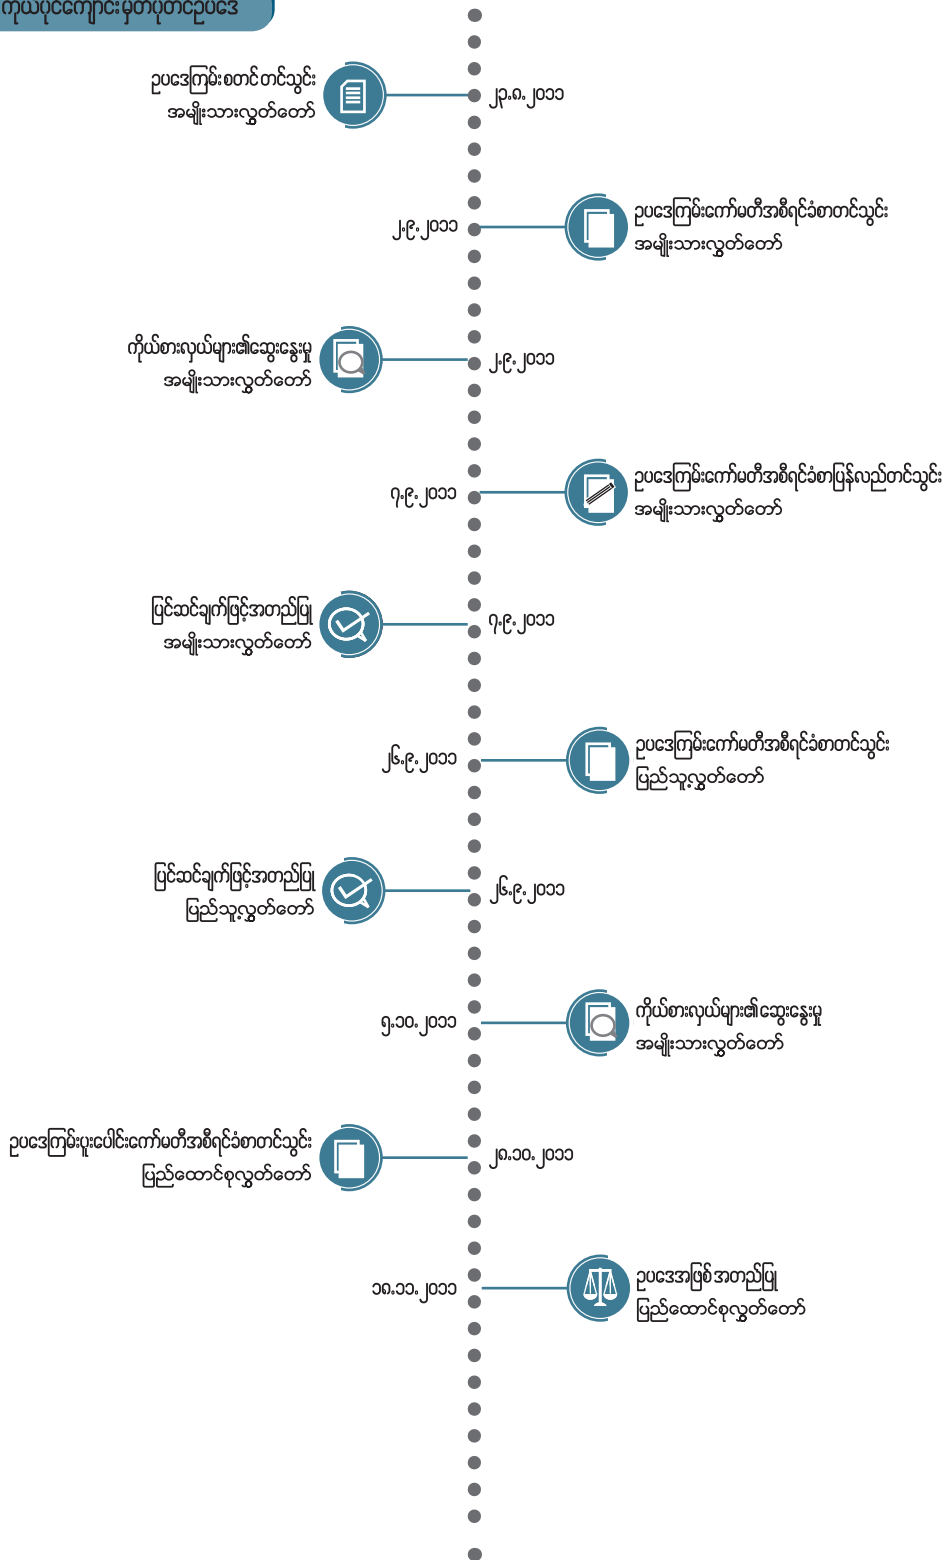 ကိုယ်ပိုင်ကျောင်းမှတ်ပုံတင်ဥပဒေ
ဥပဒေကြမ်းစတင်တင်သွင်း
အမျိုးသားလွှတ်တော်
၂၃.၈.၂၀၁၁
၂.၉.၂၀၁၁
ဥပဒေကြမ်းကော်မတီအစီရင်ခံစာတင်သွင်း
အမျိုးသားလွှတ်တော်
ကိုယ်စားလှယ်များ၏ဆွေးနွေးမှု
အမျိုးသားလွှတ်တော်
၂.၉.၂၀၁၁
၇.၉.၂၀၁၁
ဥပဒေကြမ်းကော်မတီအစီရင်ခံစာပြန်လည်တင်သွင်း
အမျိုးသားလွှတ်တော်
ပြင်ဆင်ချက်ဖြင့်အတည်ပြု
အမျိုးသားလွှတ်တော်
၇.၉.၂၀၁၁
၂၆.၉.၂၀၁၁
ဥပဒေကြမ်းကော်မတီအစီရင်ခံစာတင်သွင်း
ပြည်သူ့လွှတ်တော်
ပြင်ဆင်ချက်ဖြင့်အတည်ပြု
ပြည်သူ့လွှတ်တော်
၂၆.၉.၂၀၁၁
၅.၁၀.၂၀၁၁
ကိုယ်စားလှယ်များ၏ဆွေးနွေးမှု
အမျိုးသားလွှတ်တော်
ဥပဒေကြမ်းပူးပေါင်းကော်မတီအစီရင်ခံစာတင်သွင်း
ပြည်ထောင်စုလွှတ်တော်
၂၈.၁၀.၂၀၁၁
၁၈.၁၁.၂၀၁၁
ဥပဒေအဖြစ်အတည်ပြု
ပြည်ထောင်စုလွှတ်တော်